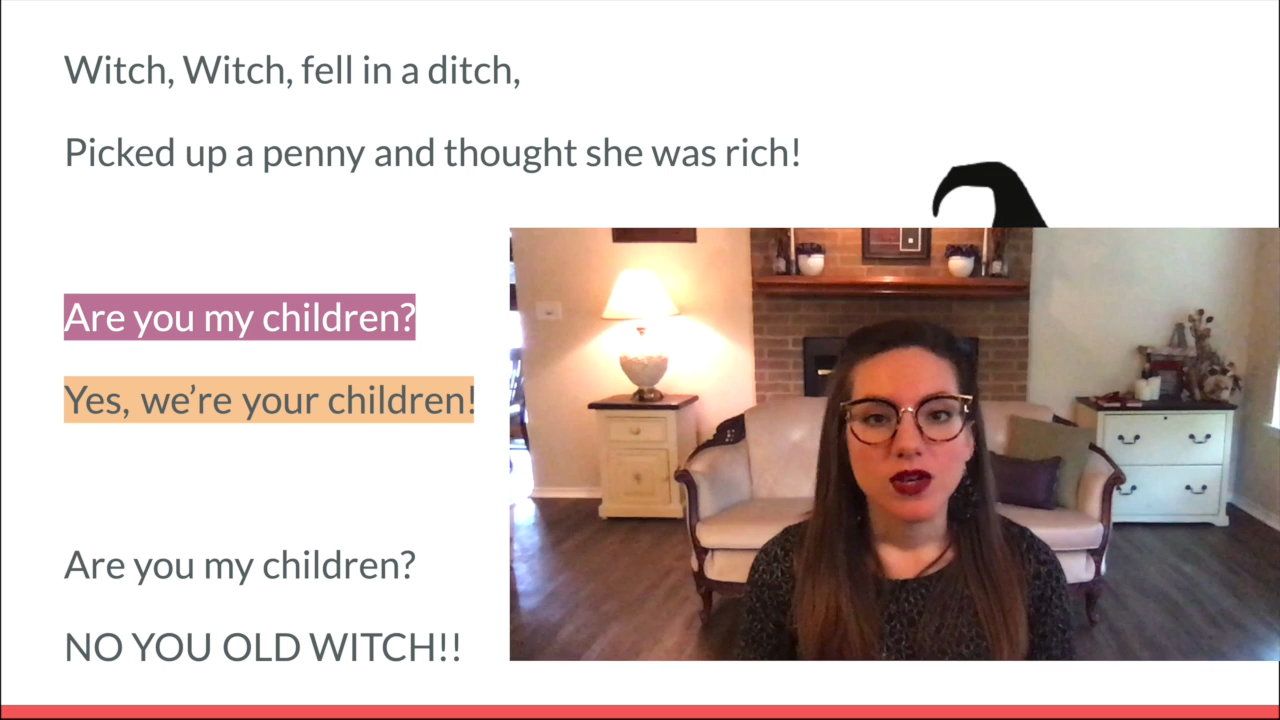 Witch, Witch, fell in a ditch,
Picked up a penny and thought she was rich!
Are you my children?
Yes, we’re your children!
Are you my children?
NO YOU OLD WITCH!!